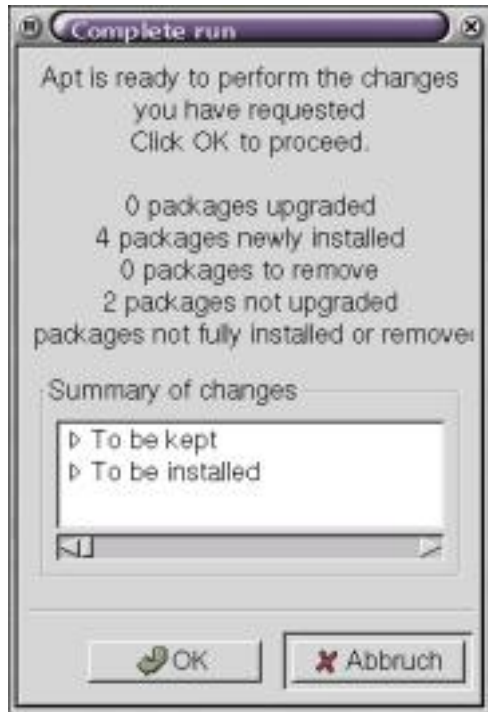 Complete run
Apt is ready to perform the changes
you have requested
Click OK to proceed.
0 packages upgraded
4 packages newly installed
0 packages to remove
2 packages not upgraded
packages not fully installed or remove
Summary of changes
To be kept
To be installed
OK
Abbruch